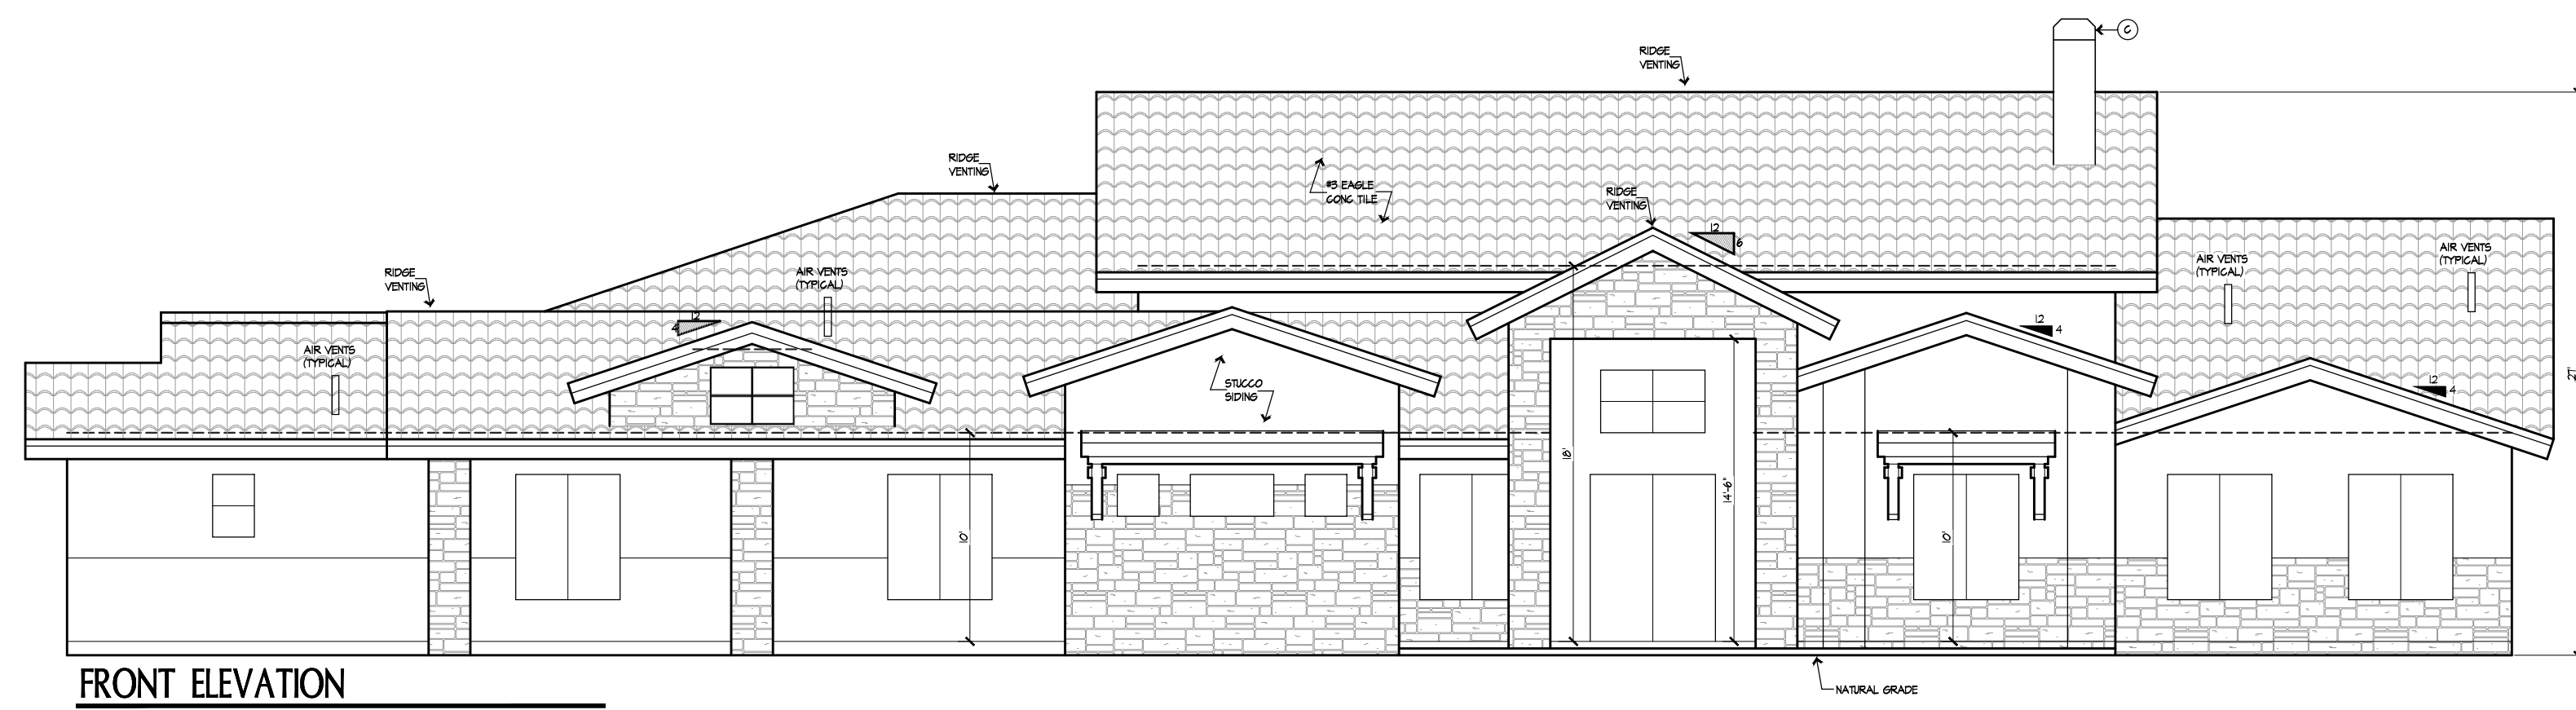 C
RIDGE
VENTING
RIDGE
VENTING
#3 EAGLE
CONC TILE
RIDGE
VENTING
12
6
AIR VENTS
(TYPICAL)
AIR VENTS
(TYPICAL)
RIDGE
VENTING
AIR VENTS
(TYPICAL)
12
4
12
4
AIR VENTS
(TYPICAL)
STUCCO
SIDING
12
4
10'
18'
14'-6"
10'
FRONT ELEVATION
NATURAL GRADE